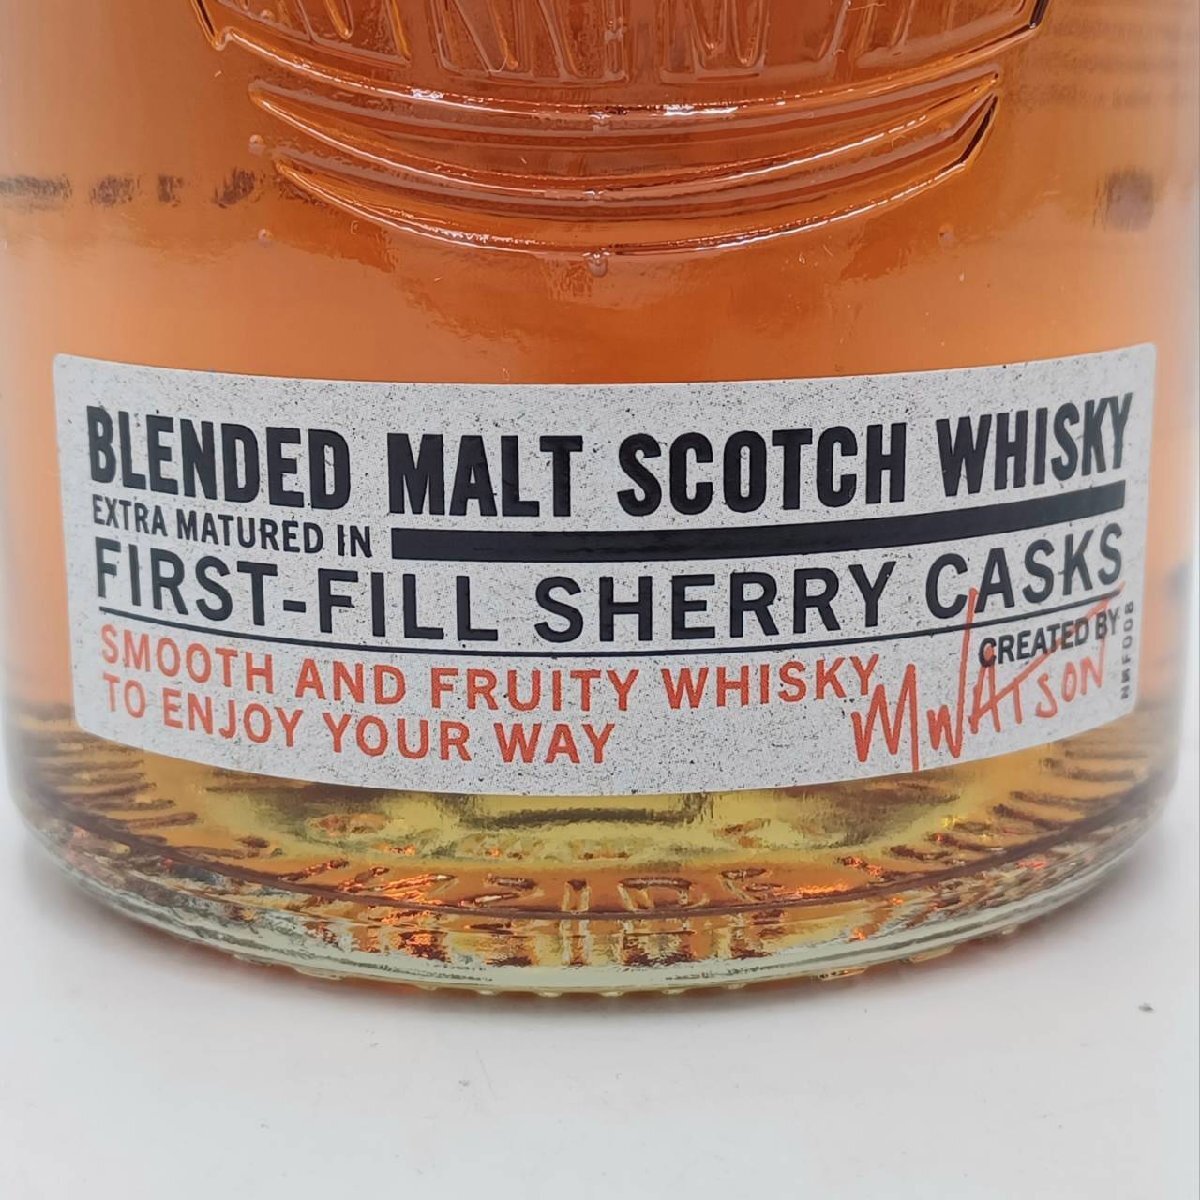 BLENDED MALT SCOTCH WHISKY
EXTRA MATURED IN
FIRST-FILL SHERRY CASKS
SMOOTH AND FRUITY WHISKY
TO ENJOY YOUR WAY
CREATED BY
MWATSON